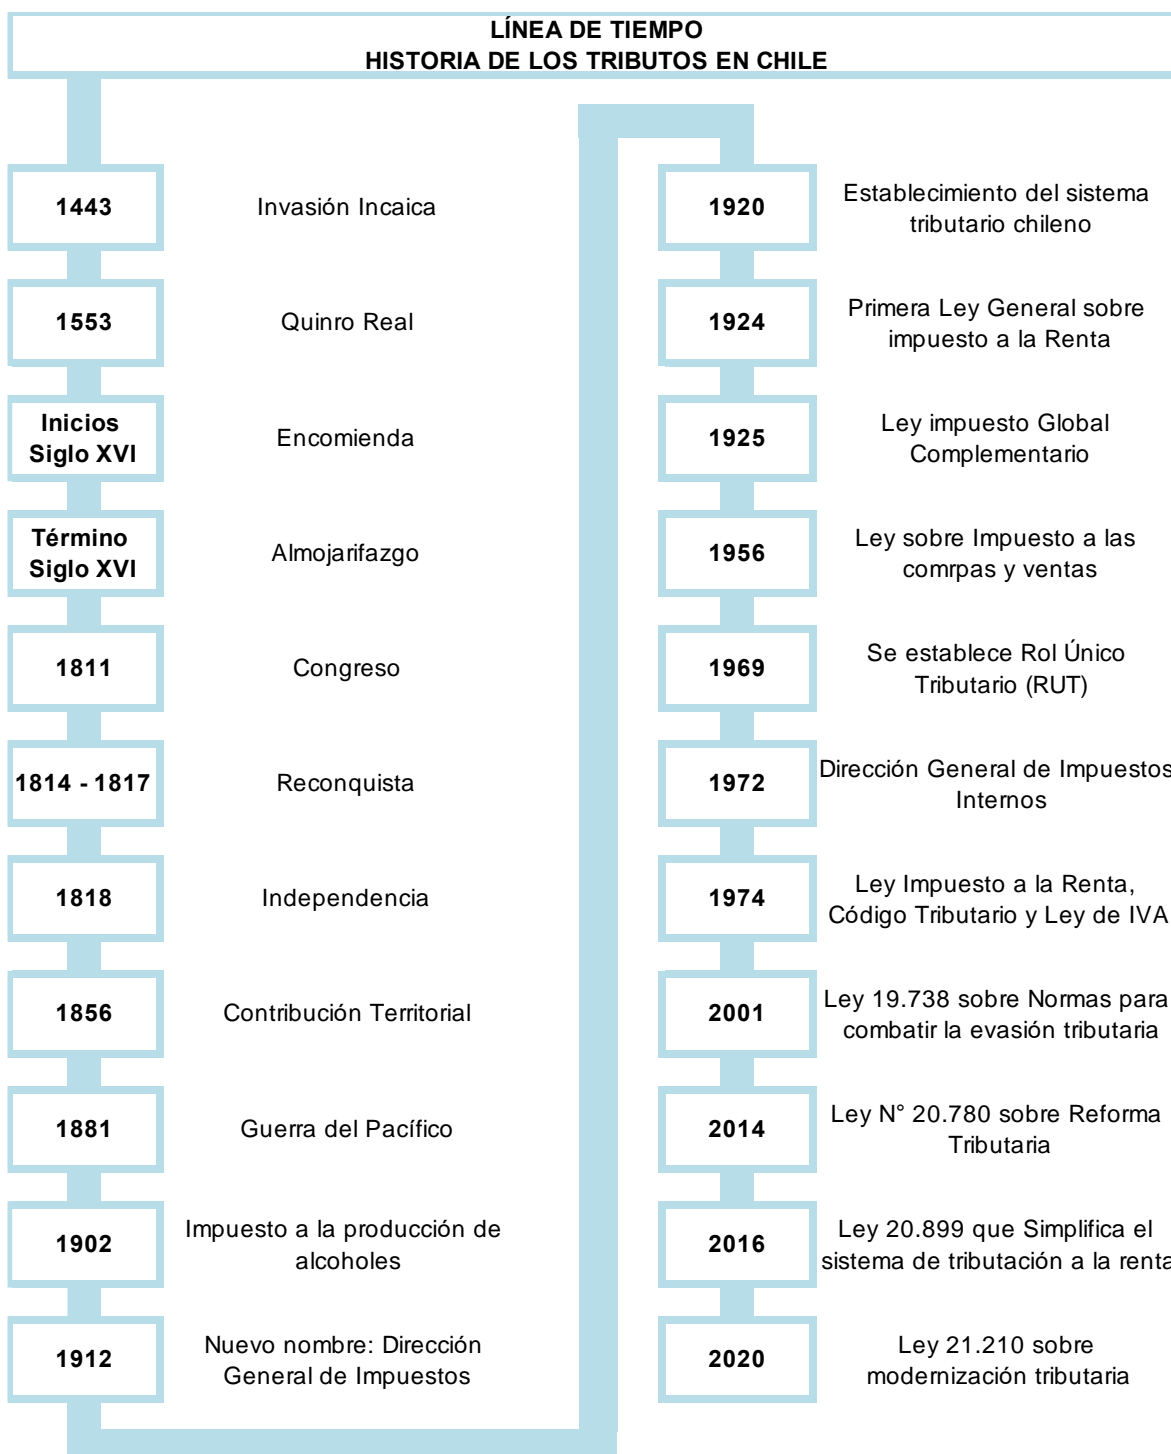 LÍNEA DE TIEMPO
HISTORIA DE LOS TRIBUTOS EN CHILE
1443
Invasión Incaica
1553
Quinro Real
Inicios
Siglo XVI
Encomienda
Término
Siglo XVI
Almojarifazgo
1811
Congreso
1814 - 1817
Reconquista
1818
Independencia
1856
Contribución Territorial
1881
Guerra del Pacífico
1902
Impuesto a la producción de
alcoholes
1912
Nuevo nombre: Dirección
General de Impuestos
1920
Establecimiento del sistema
tributario chileno
1924
Primera Ley General sobre
impuesto a la Renta
1925
Ley impuesto Global
Complementario
1956
Ley sobre Impuesto a las
comrpas y ventas
1969
Se establece Rol Único
Tributario (RUT)
1972
Dirección General de Impuestos
Internos
1974
Ley Impuesto a la Renta,
Código Tributario y Ley de IVA
2001
Ley 19.738 sobre Normas para
combatir la evasión tributaria
2014
Ley N° 20.780 sobre Reforma
Tributaria
2016
Ley 20.899 que Simplifica el
sistema de tributación a la renta
2020
Ley 21.210 sobre
modernización tributaria